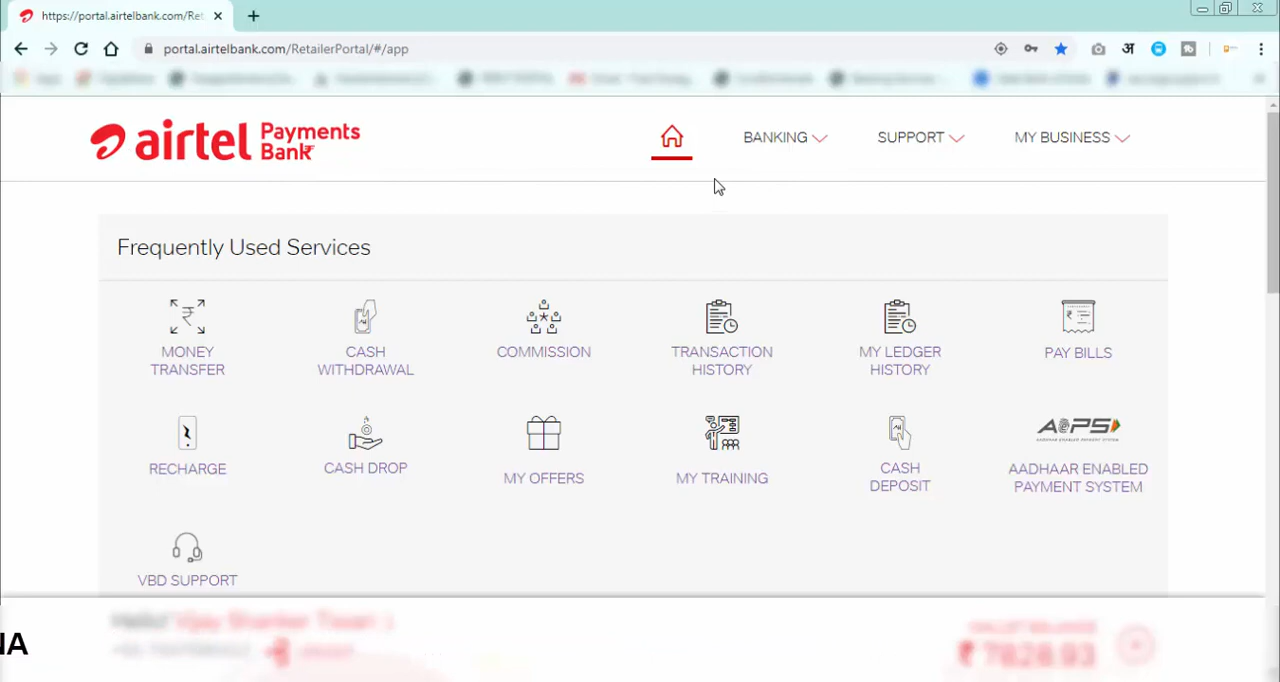 https://portal.airtelbank.com/Ret
portal.airtelbank.com/RetailerPortal/#/app
अ
airtel Payments Bank
BANKING
SUPPORT
MY BUSINESS
Frequently Used Services
MONEY TRANSFER
CASH WITHDRAWAL
COMMISSION
TRANSACTION HISTORY
MY LEDGER HISTORY
PAY BILLS
RECHARGE
CASH DROP
MY OFFERS
MY TRAINING
AePS
CASH DEPOSIT
AADHAAR ENABLED PAYMENT SYSTEM
VBD SUPPORT
NA